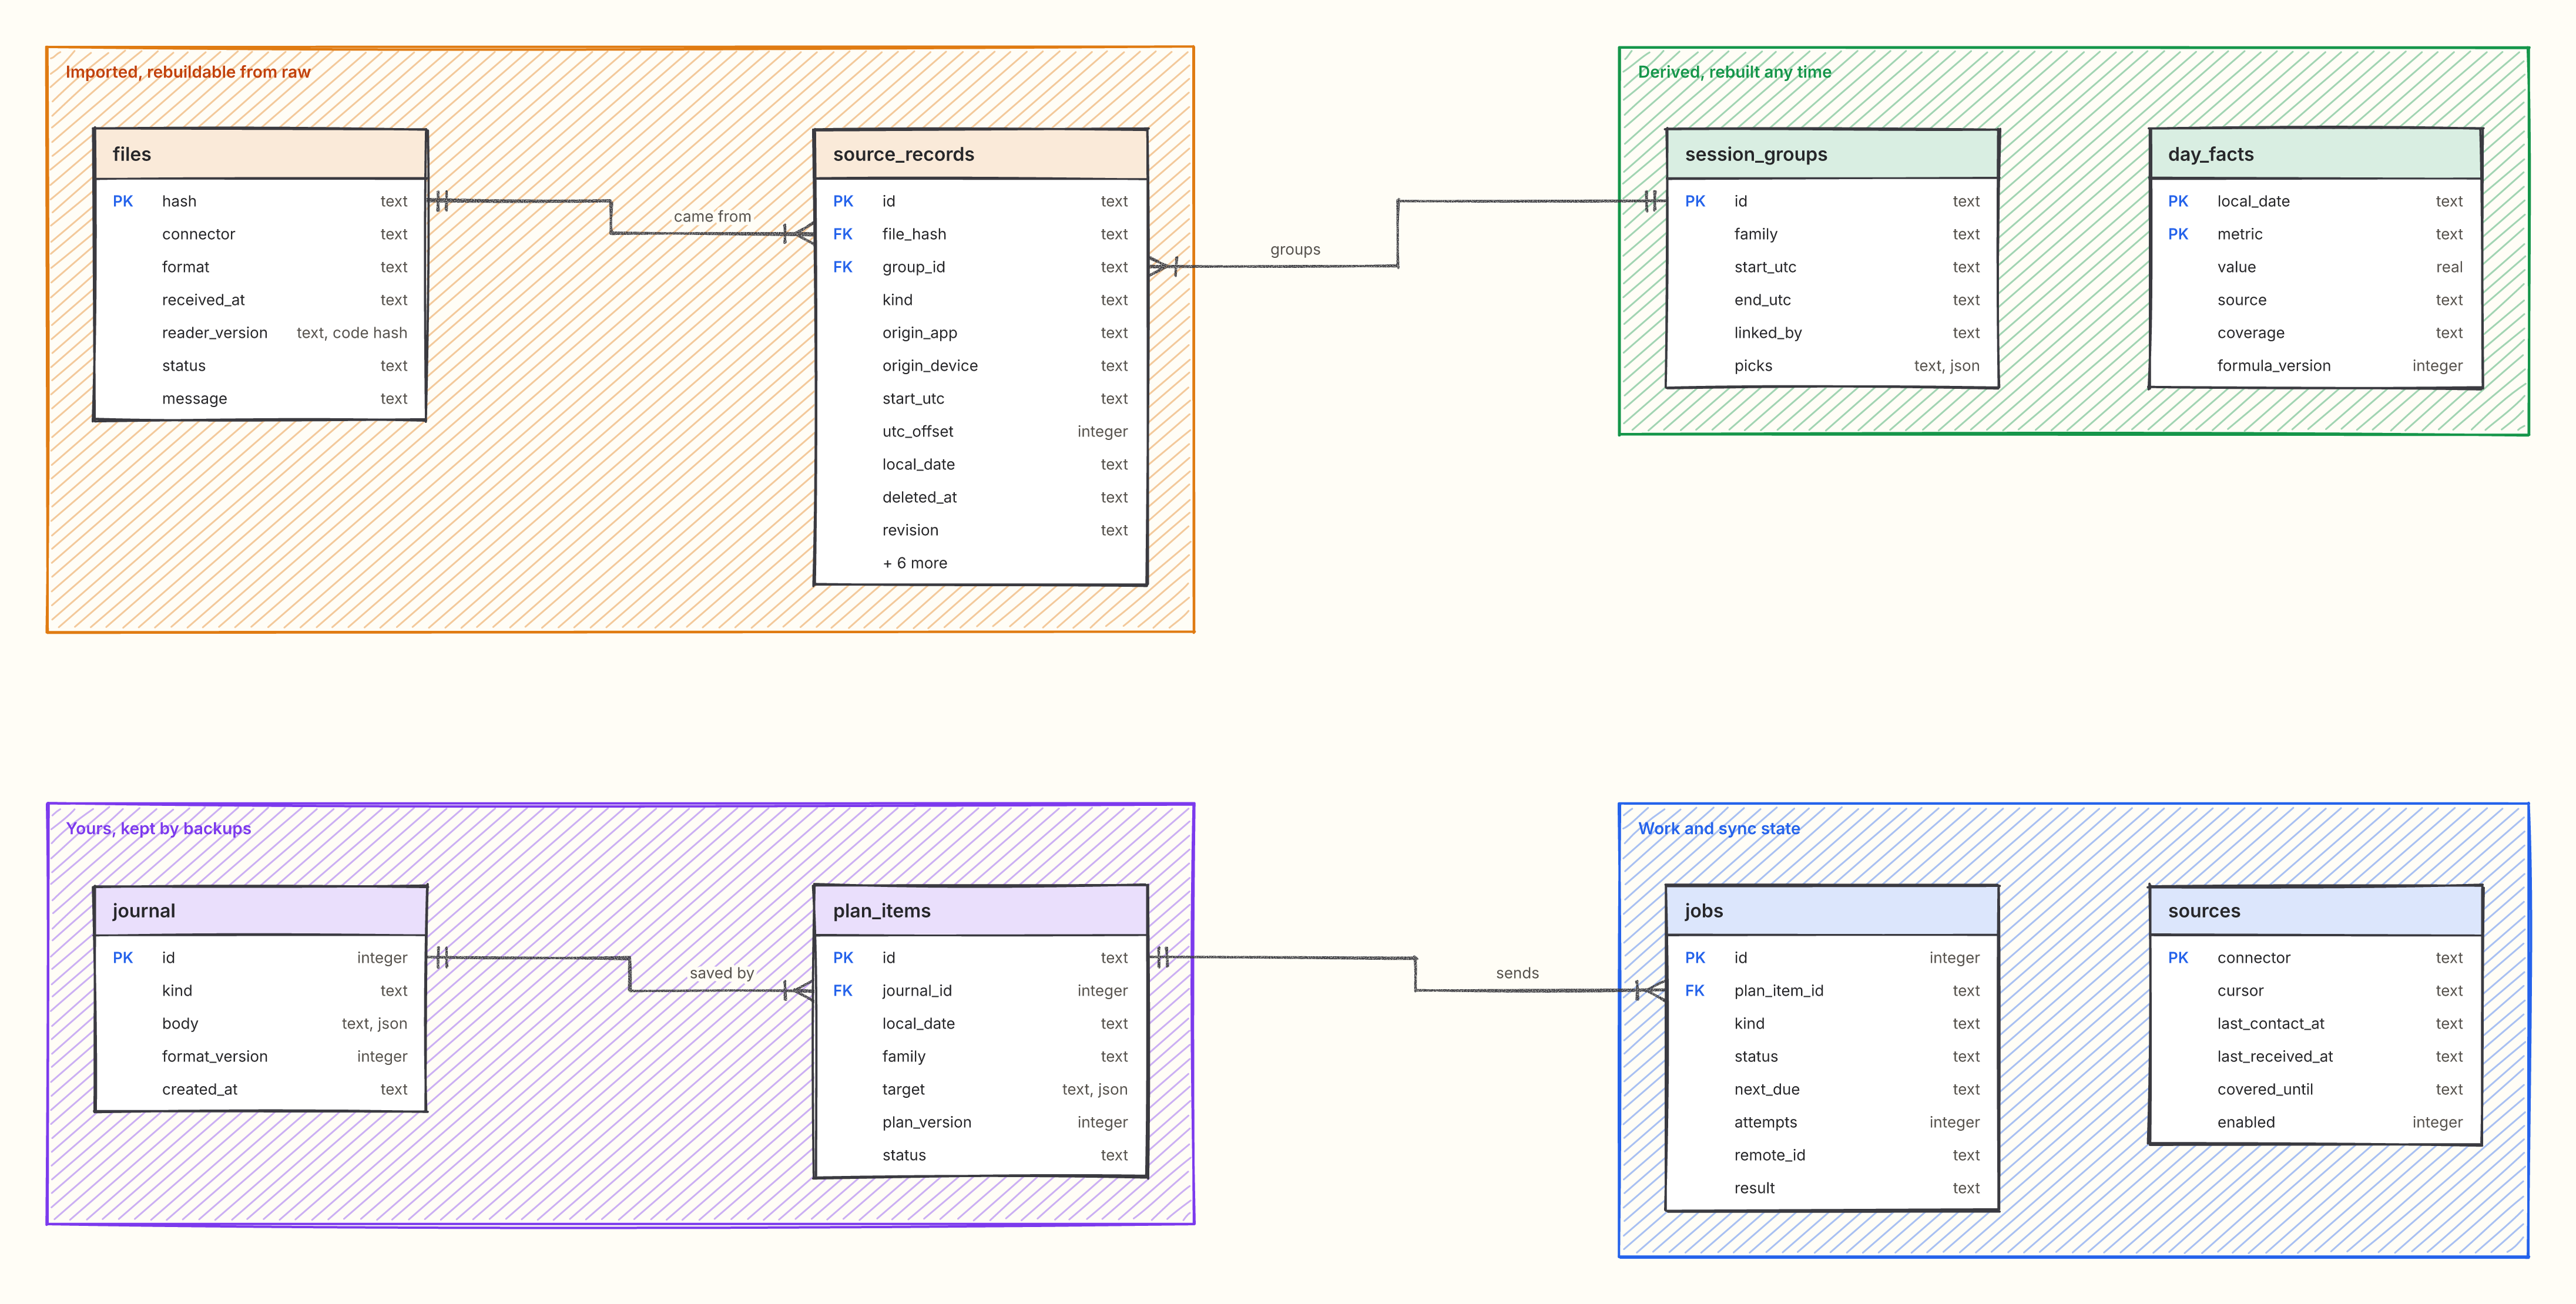 Imported, rebuildable from raw
files
PK hash text
connector text
format text
received_at text
reader_version text, code hash
status text
message text
came from
source_records
PK id text
FK file_hash text
FK group_id text
kind text
origin_app text
origin_device text
start_utc text
utc_offset integer
local_date text
deleted_at text
revision text
+ 6 more
groups
Derived, rebuilt any time
session_groups
PK id text
family text
start_utc text
end_utc text
linked_by text
picks text, json
day_facts
PK local_date text
PK metric text
value real
source text
coverage text
formula_version integer
Yours, kept by backups
journal
PK id integer
kind text
body text, json
format_version integer
created_at text
saved by
plan_items
PK id text
FK journal_id integer
local_date text
family text
target text, json
plan_version integer
status text
sends
Work and sync state
jobs
PK id integer
FK plan_item_id text
kind text
status text
next_due text
attempts integer
remote_id text
result text
sources
PK connector text
cursor text
last_contact_at text
last_received_at text
covered_until text
enabled integer